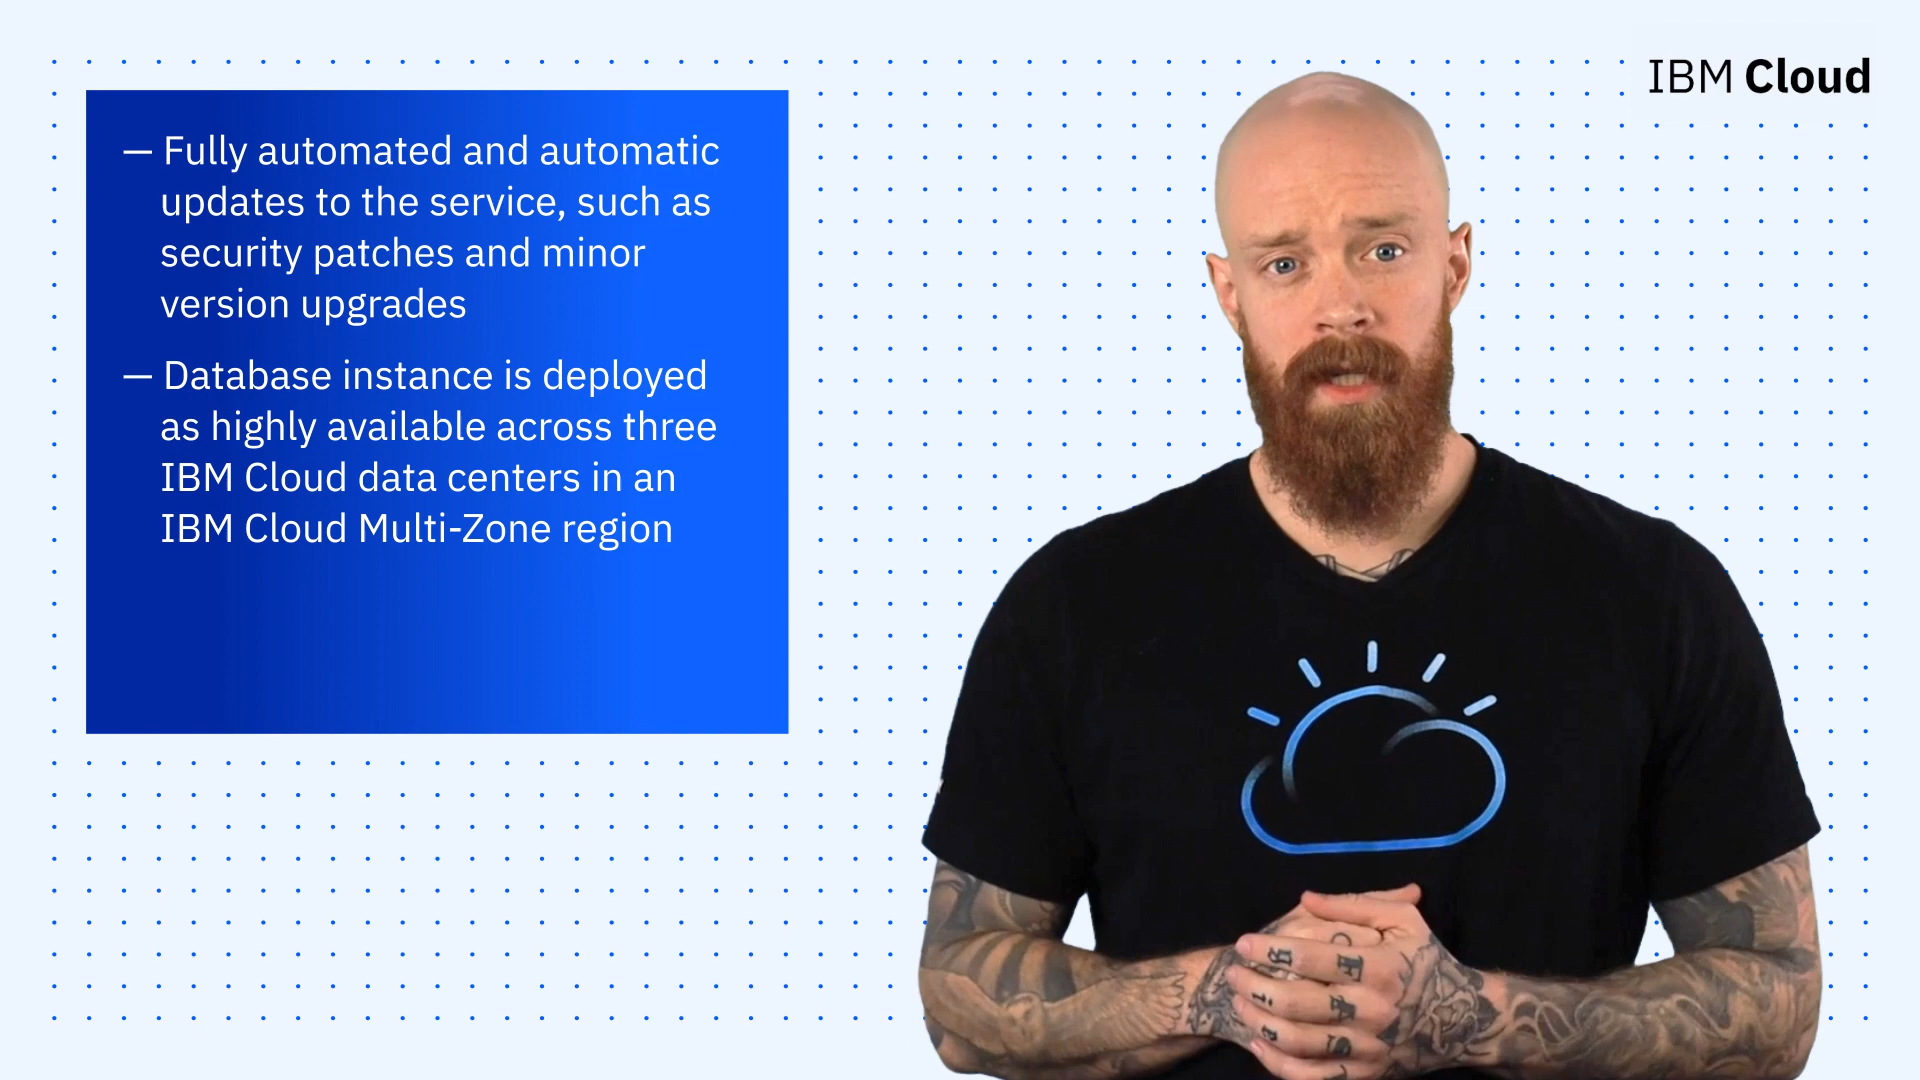 IBM Cloud
— Fully automated and automatic
updates to the service, such as
security patches and minor
version upgrades
— Database instance is deployed
as highly available across three
IBM Cloud data centers in an
IBM Cloud Multi-Zone region